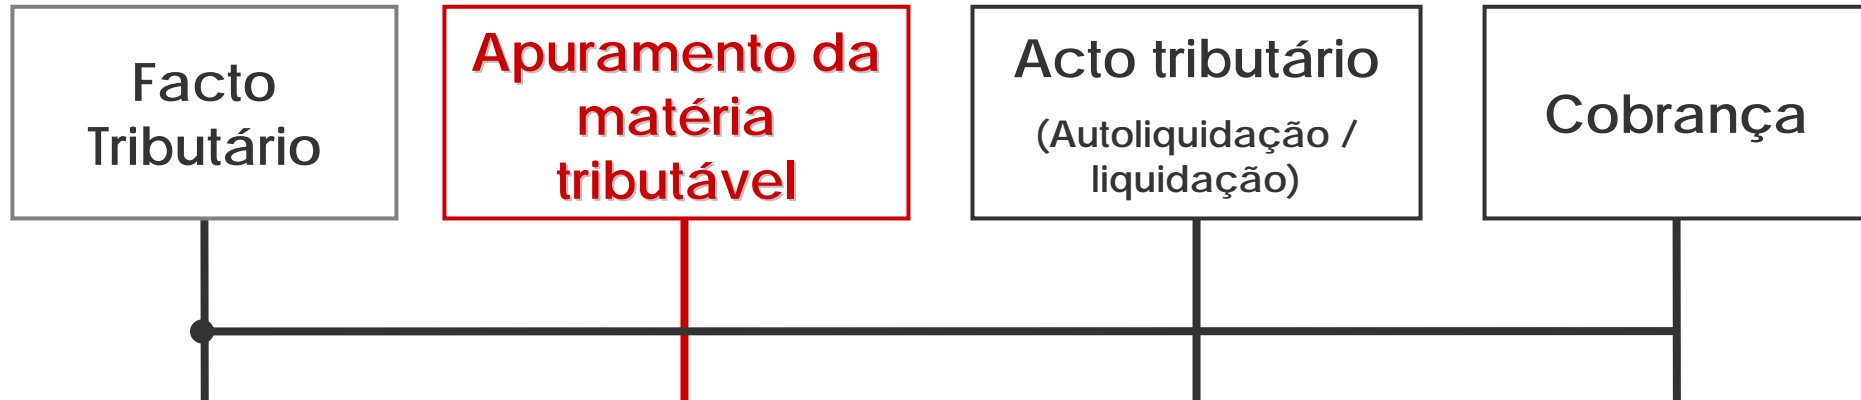 Facto
Tributário
Apuramento da
matéria
tributável
Acto tributário
(Autoliquidação /
liquidação)
Cobrança